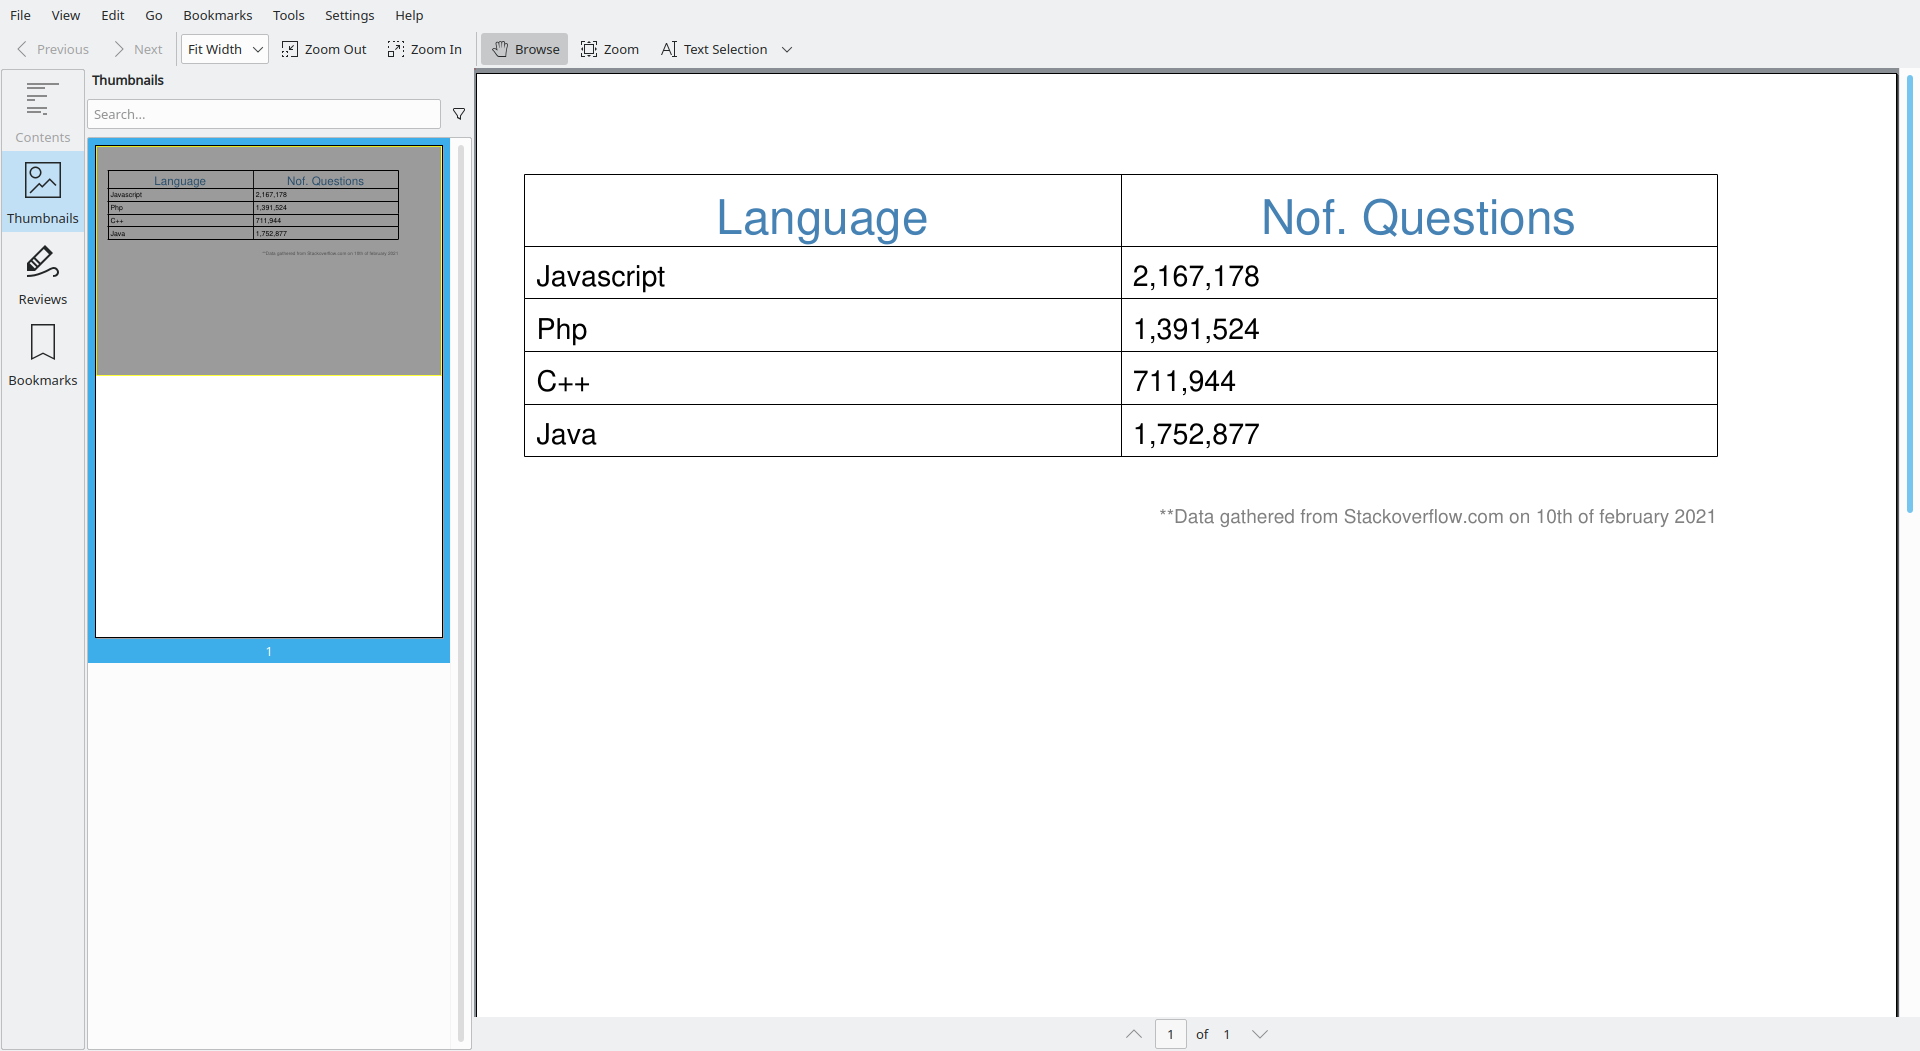 File View Edit Go Bookmarks Tools Settings Help
Previous Next Fit Width Zoom Out Zoom In Browse Zoom Text Selection
Contents
Thumbnails
Reviews
Bookmarks
Thumbnails
Search...
Language Nof. Questions
Javascript 2,167,178
Php 1,391,524
C++ 711,944
Java 1,752,877
**Data gathered from Stackoverflow.com on 10th of february 2021
1
Language Nof. Questions
Javascript 2,167,178
Php 1,391,524
C++ 711,944
Java 1,752,877
**Data gathered from Stackoverflow.com on 10th of february 2021
1 of 1